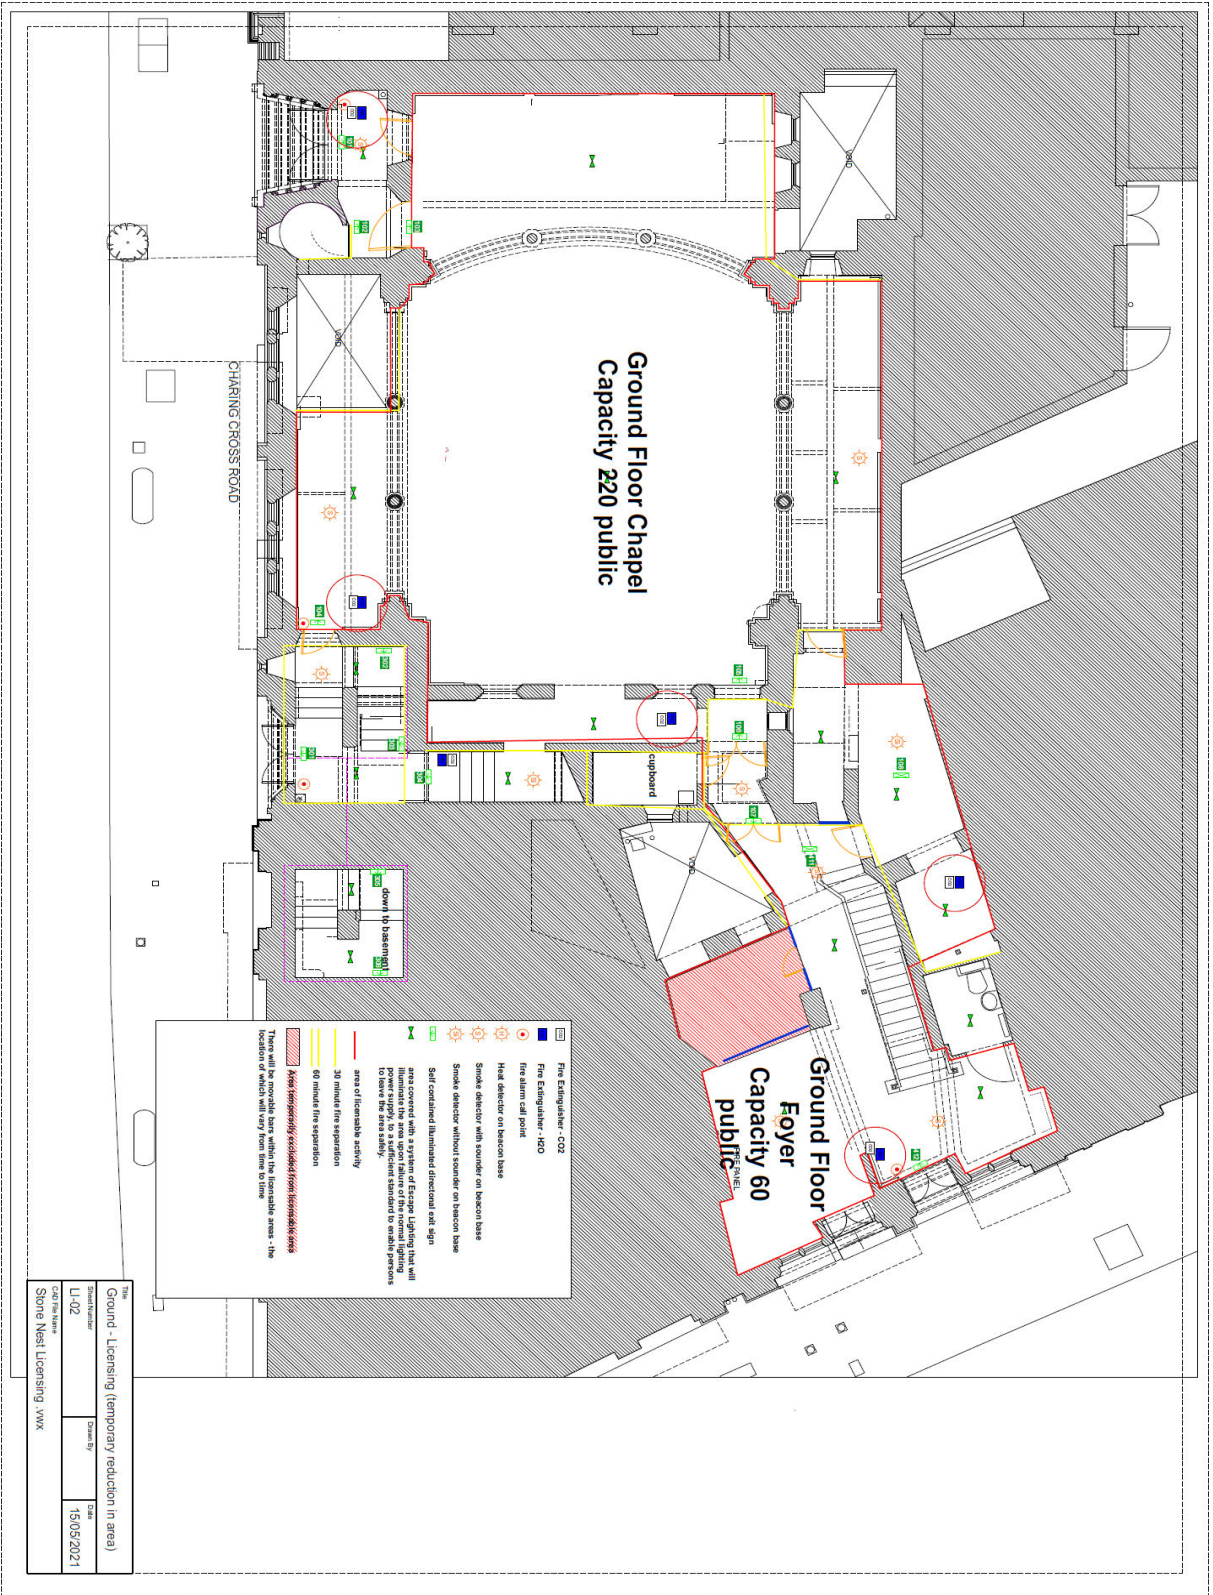 Ground Floor Chapel
Capacity 220 public
Ground Floor
Foyer
Capacity 60
public
FIRE PANEL
CHARING CROSS ROAD
VOID
VOID
VOID
cupboard
down to basement
Fire Extinguisher - CO2
Fire Extinguisher - H2O
fire alarm call point
Heat detector on beacon base
Smoke detector with sounder on beacon base
Smoke detector without sounder on beacon base
Self contained illuminated directional exit sign
area covered with a system of Escape Lighting that will
illuminate the area upon failure of the normal lighting
power supply, to a sufficient standard to enable persons
to leave the area safely.
area of licensable activity
30 minute fire separation
60 minute fire separation
Area temporarily excluded from licensable area
There will be movable bars within the licensable areas - the
location of which will vary from time to time
Title
Ground - Licensing (temporary reduction in area)
Sheet Number
LI-02
Drawn By
Date
15/05/2021
CAD File Name
Stone Nest Licensing .vwx